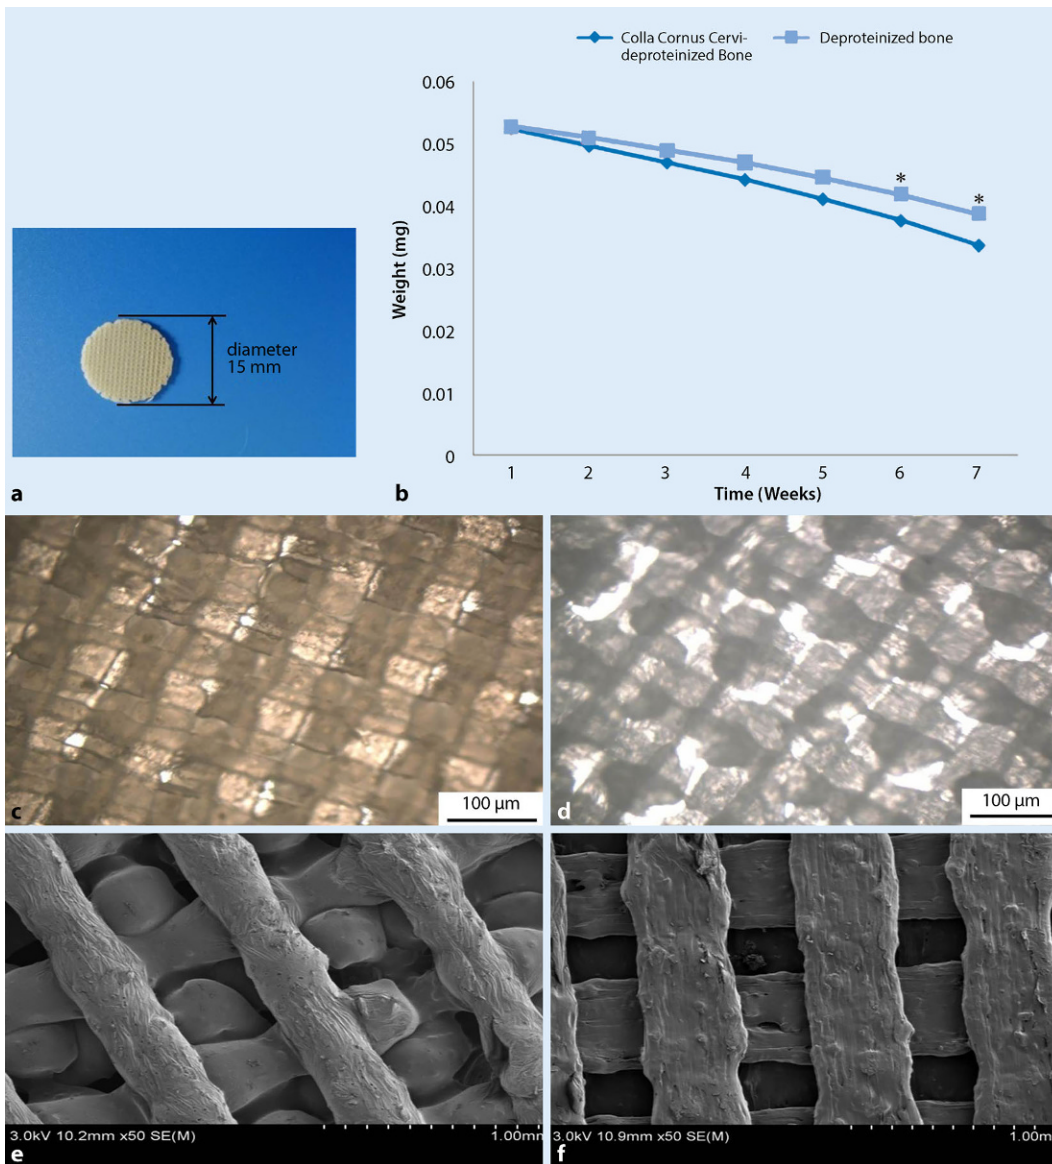 Colla Cornus Cervi-
deproteinized Bone
Deproteinized bone
0.06
0.05
0.04
0.03
0.02
0.01
0
Weight (mg)
*
*
1 2 3 4 5 6 7
Time (Weeks)
diameter
15 mm
a
b
100 µm
c
100 µm
d
3.0kV 10.2mm x50 SE(M) 1.00mm
e
3.0kV 10.9mm x50 SE(M) 1.00mm
f